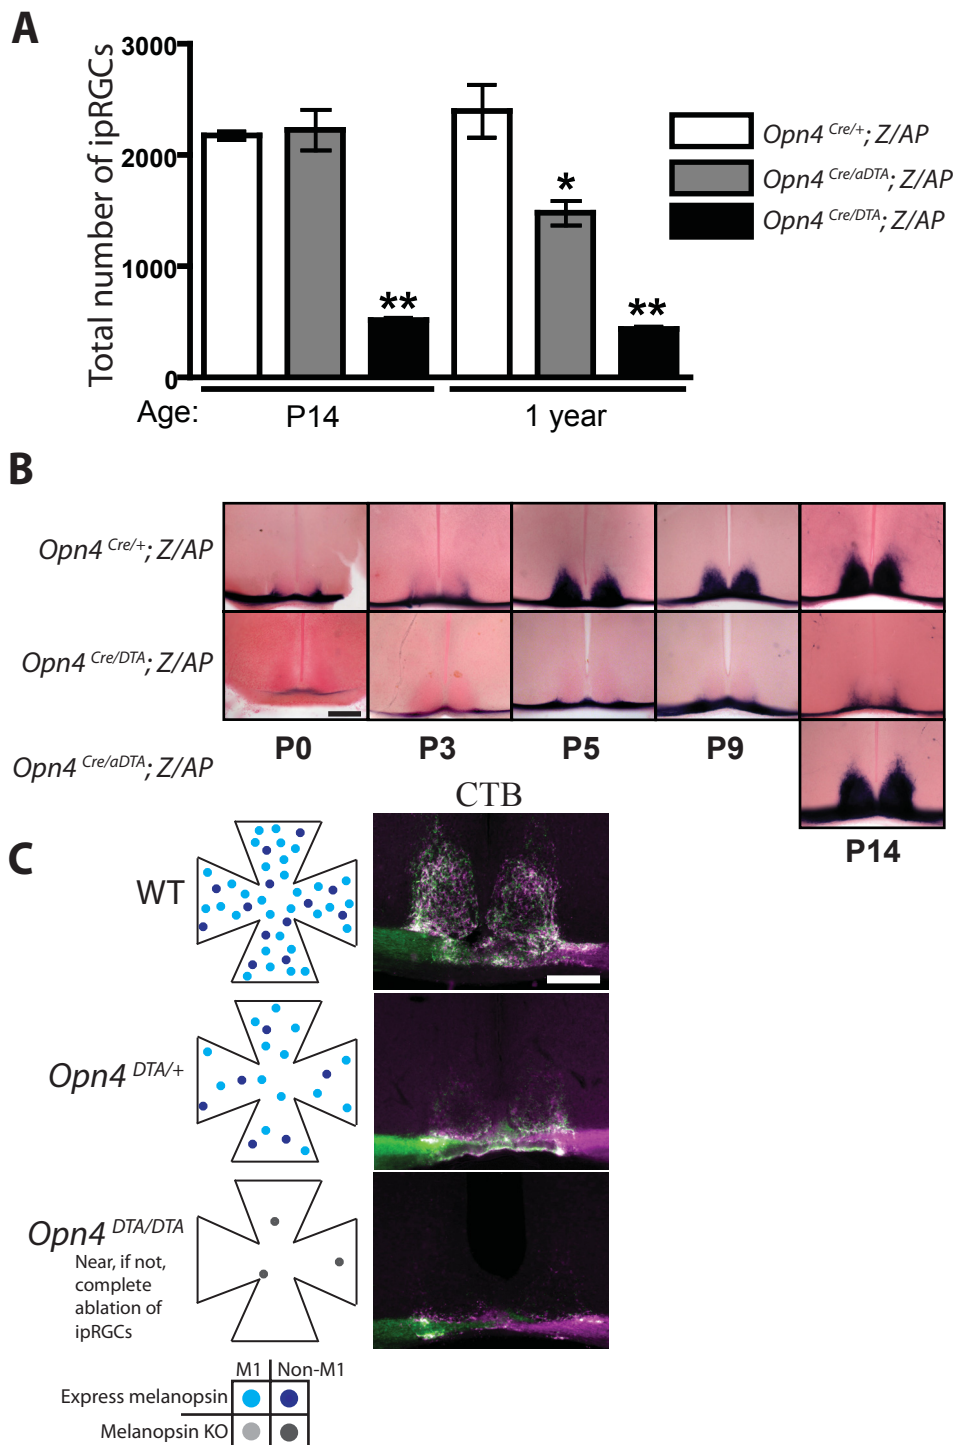 A
Total number of ipRGCs
3000
2000
1000
0
**
*
**
Age:
P14
1 year
Opn4 Cre/+; Z/AP
Opn4 Cre/aDTA; Z/AP
Opn4 Cre/DTA; Z/AP
B
Opn4 Cre/+; Z/AP
Opn4 Cre/DTA; Z/AP
Opn4 Cre/aDTA; Z/AP
P0
P3
P5
P9
P14
C
CTB
WT
Opn4 DTA/+
Opn4 DTA/DTA
Near, if not,
complete
ablation of
ipRGCs
M1
Non-M1
Express melanopsin
Melanopsin KO